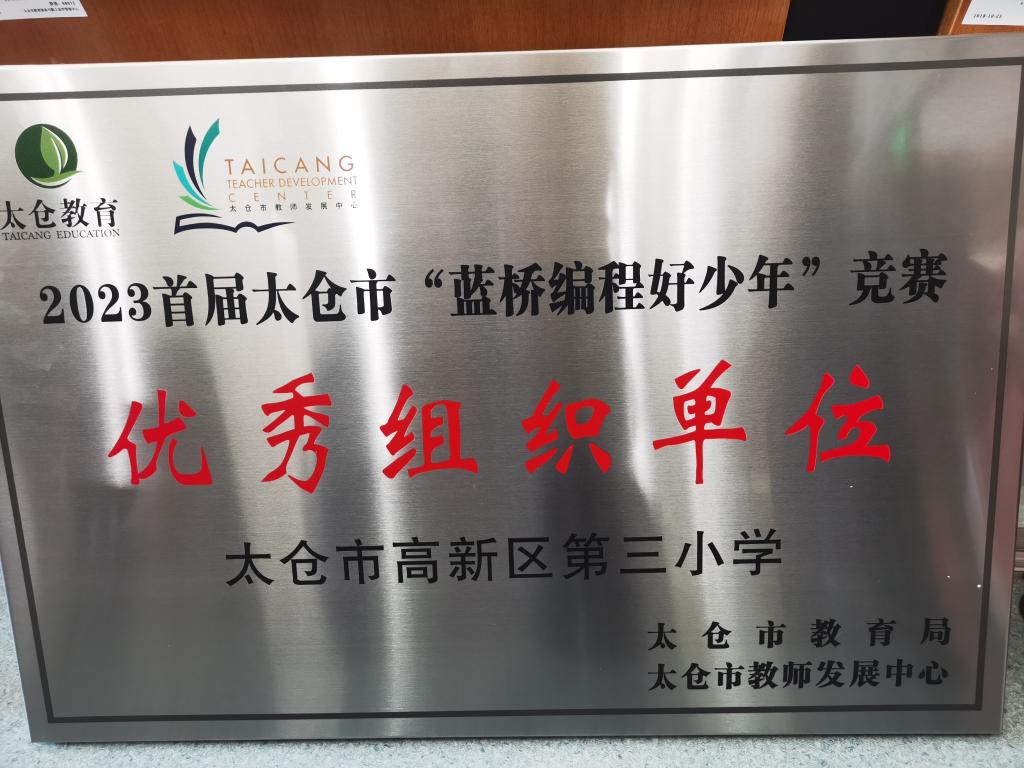 2018-10-23
太仓教育
TAICANG EDUCATION
TAICANG
TEACHER DEVELOPMENT
CENTER
太仓市教师发展中心
2023首届太仓市“蓝桥编程好少年”竞赛
优秀组织单位
太仓市高新区第三小学
太仓市教育局
太仓市教师发展中心